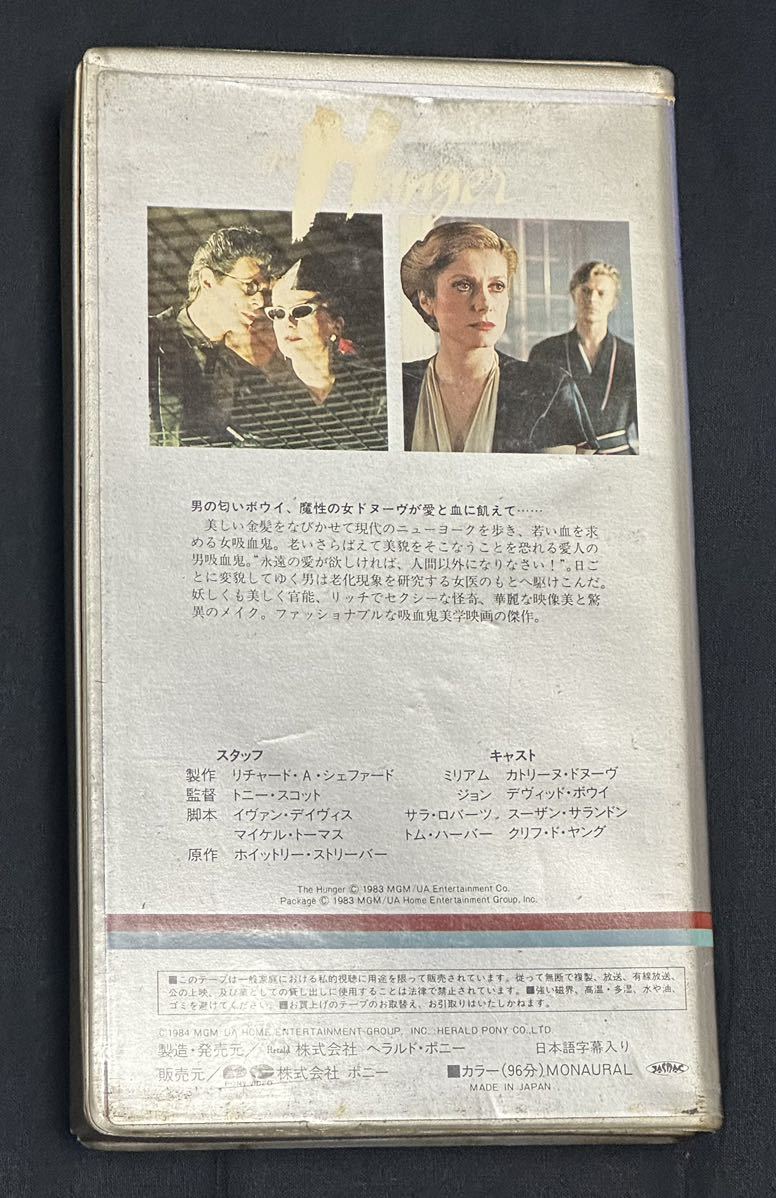 The Hunger
男の匂いボウイ、魔性の女ドヌーヴが愛と血に飢えて……
美しい金髪をなびかせて現代のニューヨークを歩き、若い血を求
める女吸血鬼。老いさらばえて美貌をそこなうことを恐れる愛人の
男吸血鬼。“永遠の愛が欲しければ、人間以外になりなさい！”。日ご
とに変貌してゆく男は老化現象を研究する女医のもとへ駆けこんだ。
妖しくも美しく官能、リッチでセクシーな怪奇、華麗な映像美と驚
異のメイク。ファッショナブルな吸血鬼美学映画の傑作。
スタッフ
製作 リチャード・A・シェファード
監督 トニー・スコット
脚本 イヴァン・デイヴィス
マイケル・トーマス
原作 ホイットリー・ストリーバー
キャスト
ミリアム カトリーヌ・ドヌーヴ
ジョン デヴィッド・ボウイ
サラ・ロバーツ スーザン・サランドン
トム・ハーバー クリフ・ド・ヤング
The Hunger © 1983 MGM/UA Entertainment Co.
Package © 1983 MGM/UA Home Entertainment Group, Inc.
■このテープは一般家庭における私的視聴に用途を限って販売されています。従って無断で複製、放送、有線放送、
公の上映、及び業としての貸し出しに使用することは法律で禁止されています。■強い磁界、高温・多湿、水や油、
ゴミを避けてください。■お買上げのテープのお取替え、お引取りはいたしかねます。
©1984 MGM UA HOME ENTERTAINMENT GROUP, INC. HERALD PONY CO.,LTD
製造・発売元／Herald 株式会社 ヘラルド・ポニー 日本語字幕入り
販売元／ 株式会社 ポニー ■カラー(96分)MONAURAL JASRAC
MADE IN JAPAN